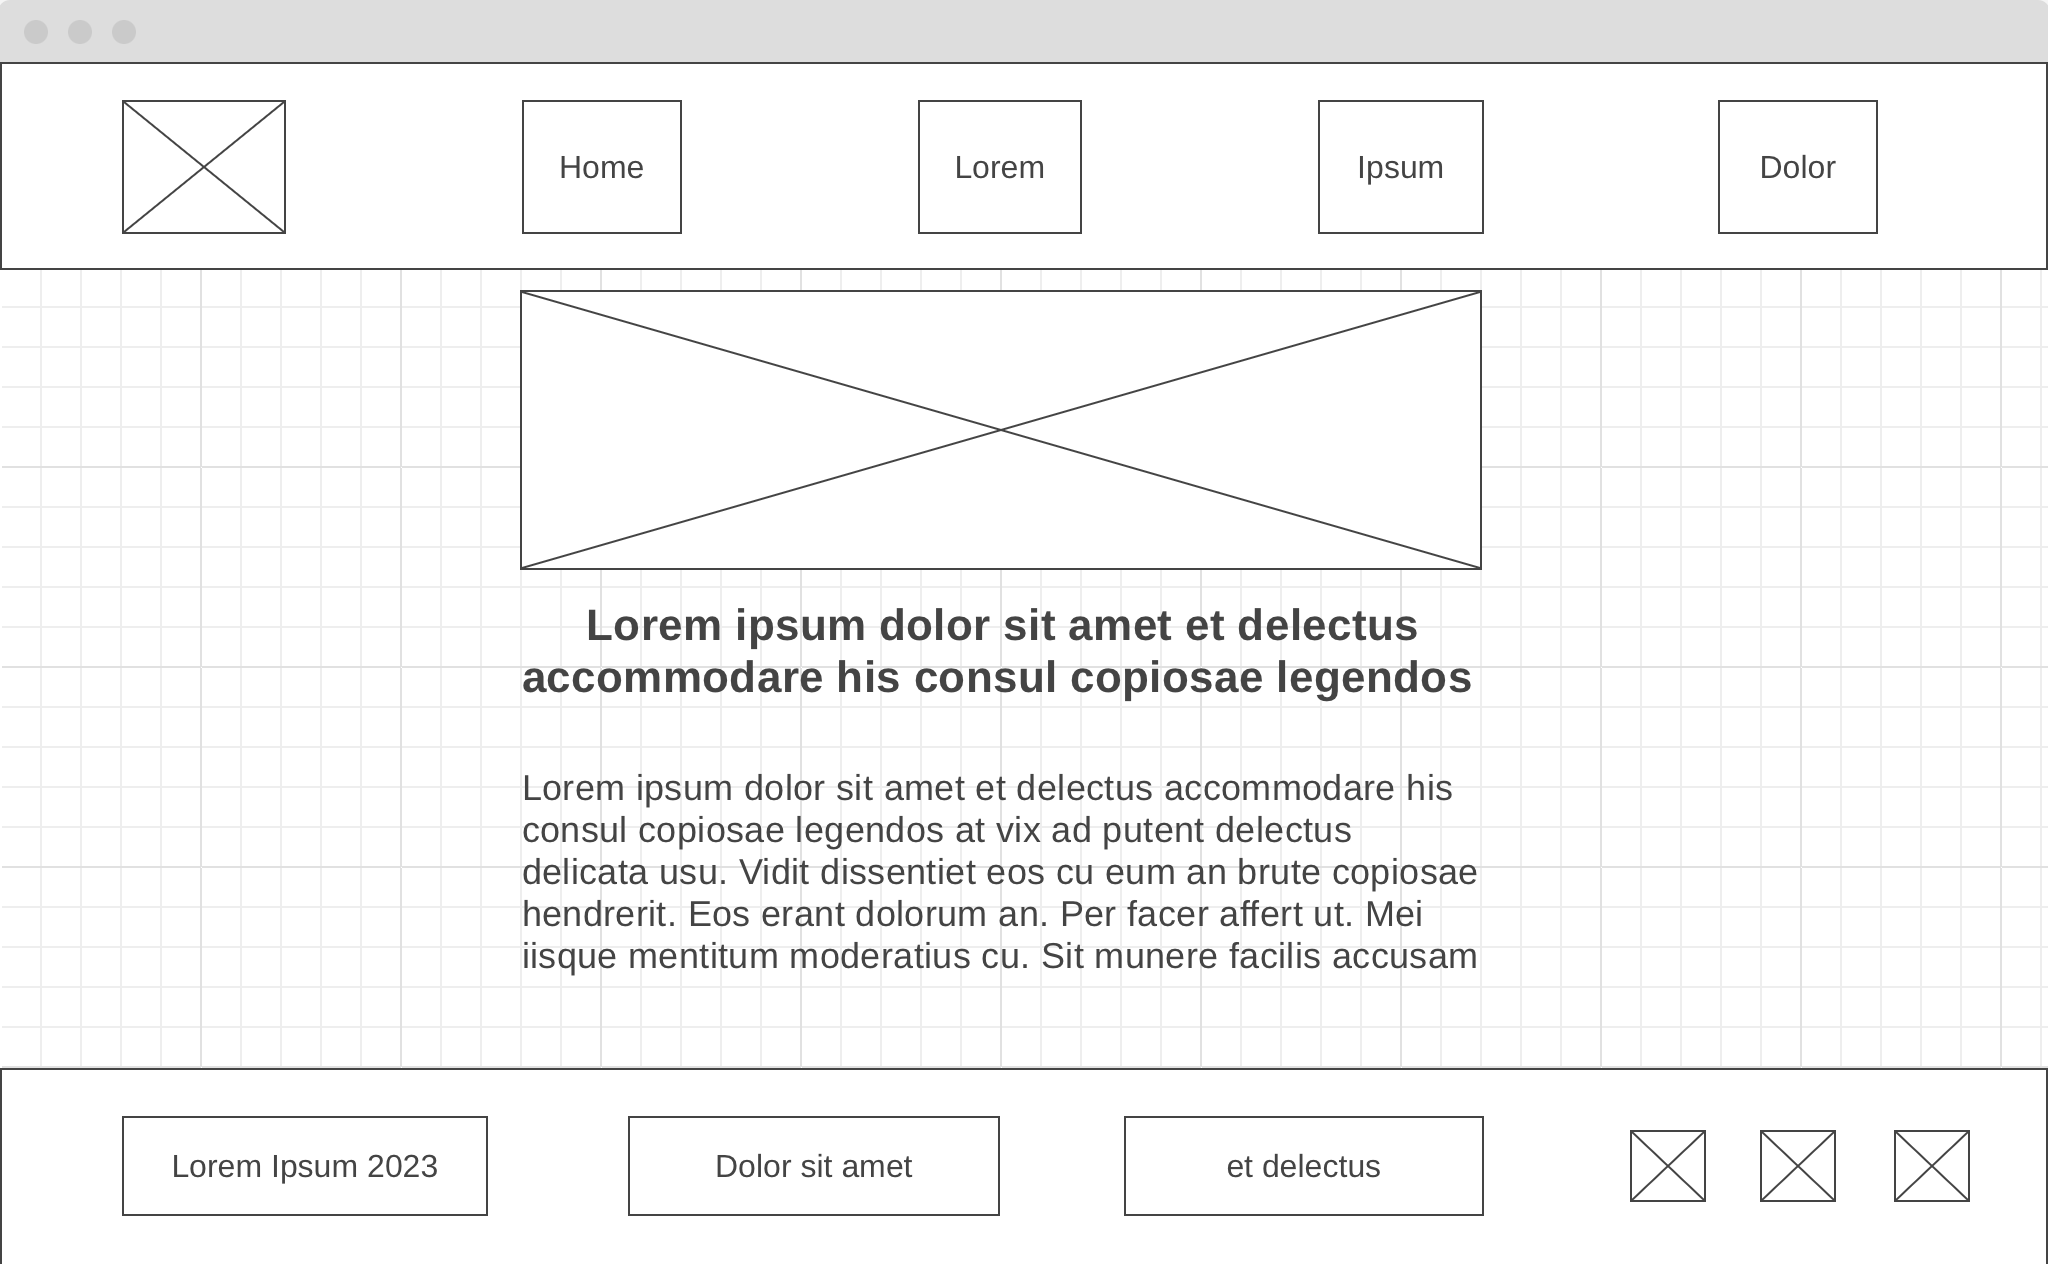 Home
Lorem
Ipsum
Dolor
Lorem ipsum dolor sit amet et delectus
accommodare his consul copiosae legendos
Lorem ipsum dolor sit amet et delectus accommodare his
consul copiosae legendos at vix ad putent delectus
delicata usu. Vidit dissentiet eos cu eum an brute copiosae
hendrerit. Eos erant dolorum an. Per facer affert ut. Mei
iisque mentitum moderatius cu. Sit munere facilis accusam
Lorem Ipsum 2023
Dolor sit amet
et delectus